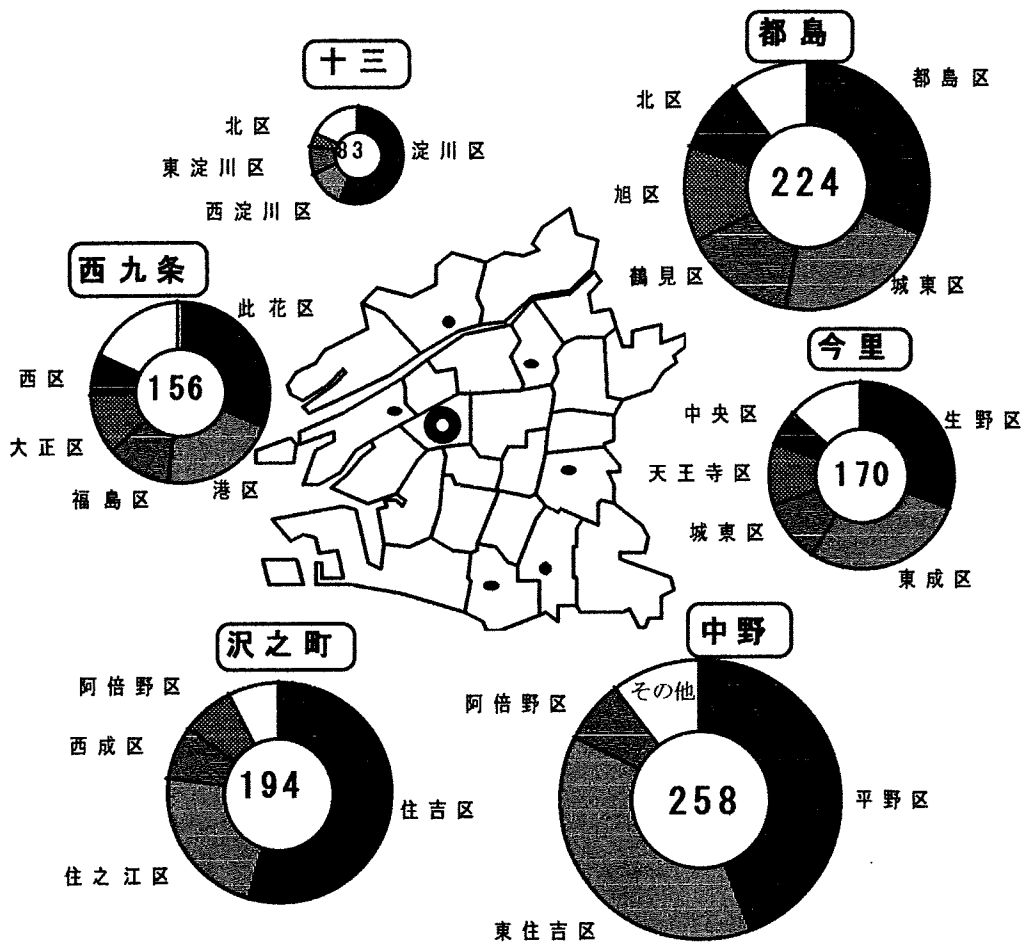 十三
北区
東淀川区
西淀川区
淀川区
83
都島
都島区
北区
旭区
鶴見区
城東区
224
西九条
此花区
西区
大正区
福島区
港区
156
今里
中央区
生野区
天王寺区
城東区
東成区
170
沢之町
阿倍野区
西成区
住之江区
住吉区
194
中野
その他
阿倍野区
平野区
東住吉区
258